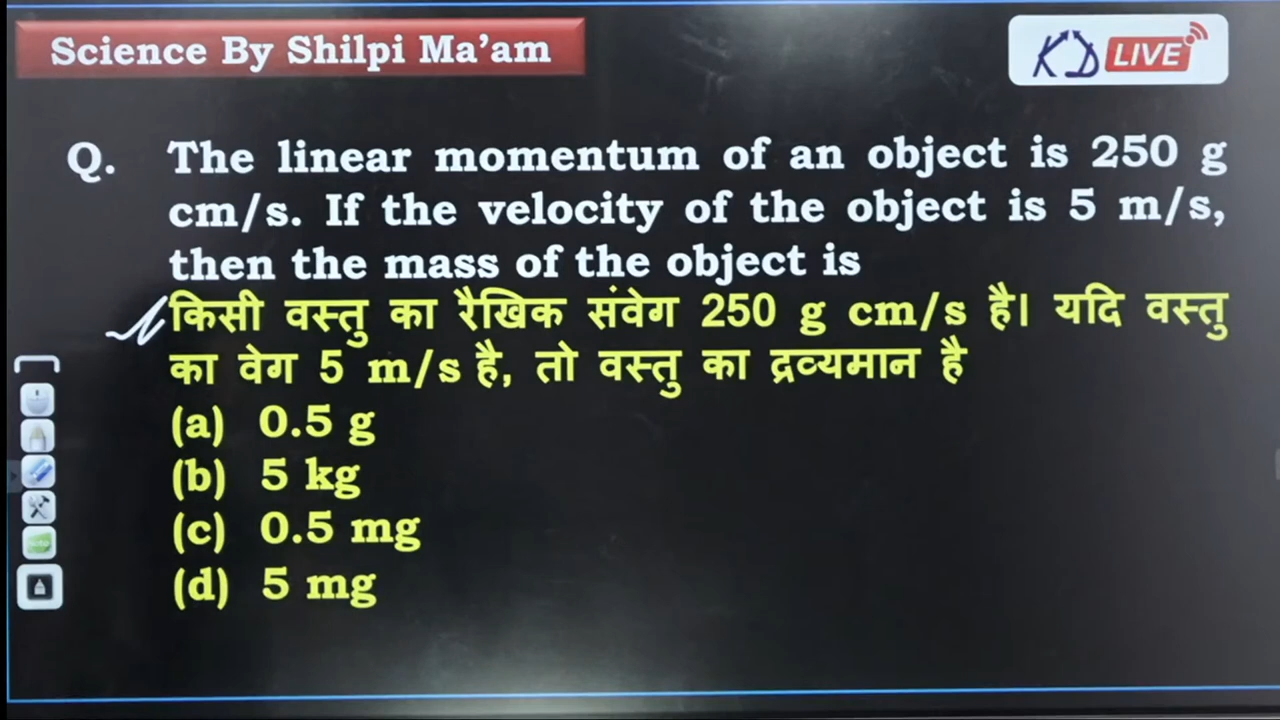 Science By Shilpi Ma’am
KD LIVE
Q. The linear momentum of an object is 250 g
cm/s. If the velocity of the object is 5 m/s,
then the mass of the object is
किसी वस्तु का रैखिक संवेग 250 g cm/s है। यदि वस्तु
का वेग 5 m/s है, तो वस्तु का द्रव्यमान है
(a) 0.5 g
(b) 5 kg
(c) 0.5 mg
(d) 5 mg